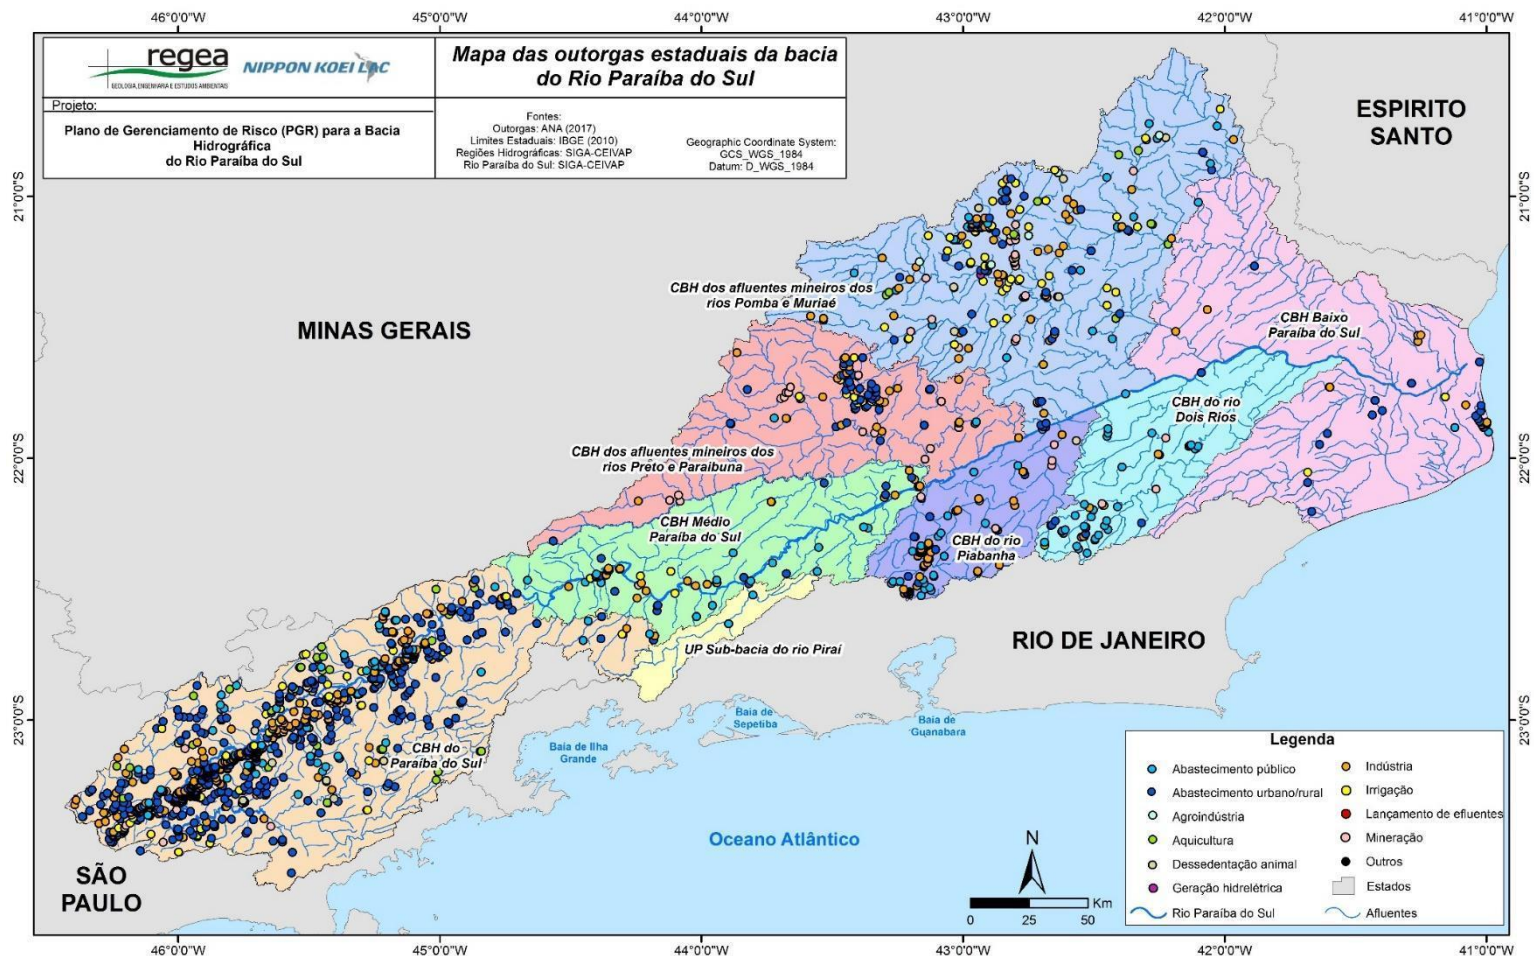 46°0'0"W
45°0'0"W
44°0'0"W
43°0'0"W
42°0'0"W
41°0'0"W
regea
GEOLOGIA, ENGENHARIA E ESTUDOS AMBIENTAIS
NIPPON KOEI LAC
Mapa das outorgas estaduais da bacia
do Rio Paraíba do Sul
Projeto:
Plano de Gerenciamento de Risco (PGR) para a Bacia
Hidrográfica
do Rio Paraíba do Sul
Fontes:
Outorgas: ANA (2017)
Limites Estaduais: IBGE (2010)
Regiões Hidrográficas: SIGA-CEIVAP
Rio Paraíba do Sul: SIGA-CEIVAP
Geographic Coordinate System:
GCS_WGS_1984
Datum: D_WGS_1984
ESPIRITO
SANTO
21°0'0"S
21°0'0"S
CBH dos afluentes mineiros dos
rios Pomba e Muriaé
MINAS GERAIS
CBH Baixo
Paraíba do Sul
CBH do rio
Dois Rios
CBH dos afluentes mineiros dos
rios Preto e Paraibuna
22°0'0"S
22°0'0"S
CBH Médio
Paraíba do Sul
CBH do rio
Piabanha
UP Sub-bacia do rio Piraí
RIO DE JANEIRO
23°0'0"S
23°0'0"S
CBH do
Paraíba do Sul
Baía de Ilha
Grande
Baia de
Sepetiba
Baía de
Guanabara
Oceano Atlântico
SÃO
PAULO
N
Km
0 25 50
Legenda
Abastecimento público
Abastecimento urbano/rural
Agroindústria
Aquicultura
Dessedentação animal
Geração hidrelétrica
Rio Paraíba do Sul
Indústria
Irrigação
Lançamento de efluentes
Mineração
Outros
Estados
Afluentes
46°0'0"W
45°0'0"W
44°0'0"W
43°0'0"W
42°0'0"W
41°0'0"W